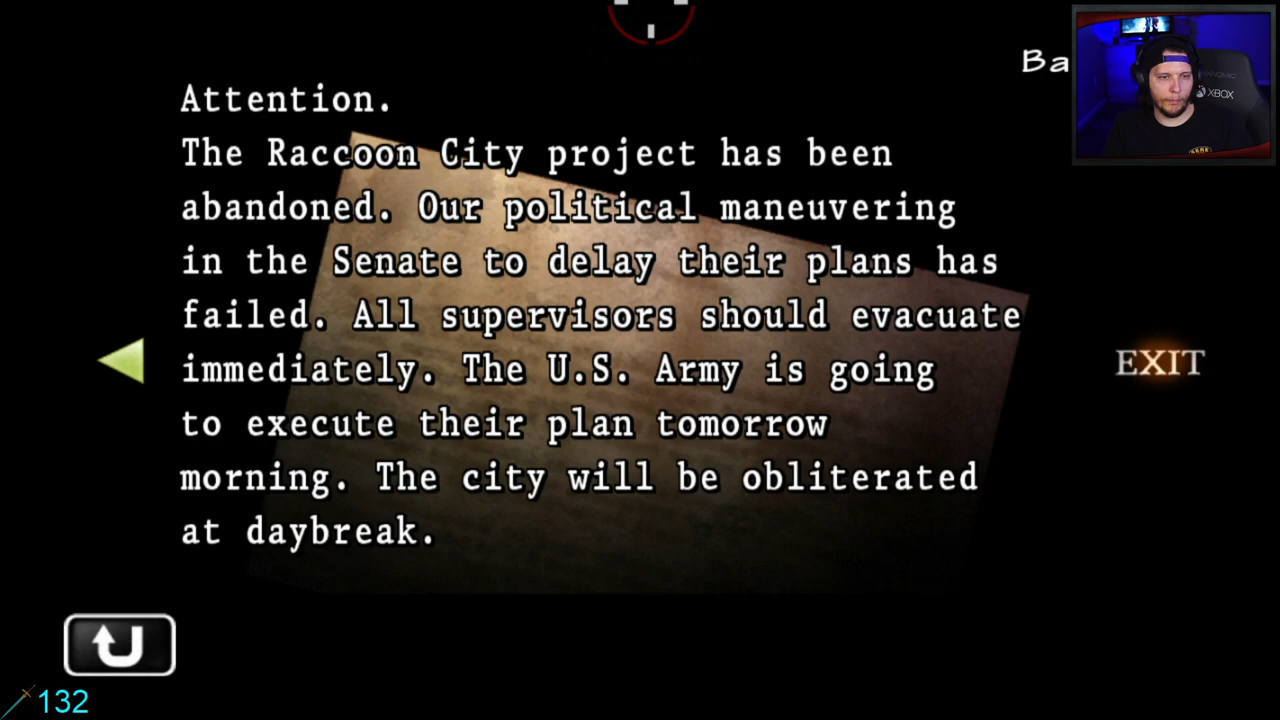 Ba
XBOX
Attention.
The Raccoon City project has been
abandoned. Our political maneuvering
in the Senate to delay their plans has
failed. All supervisors should evacuate
immediately. The U.S. Army is going
to execute their plan tomorrow
morning. The city will be obliterated
at daybreak.
EXIT
132